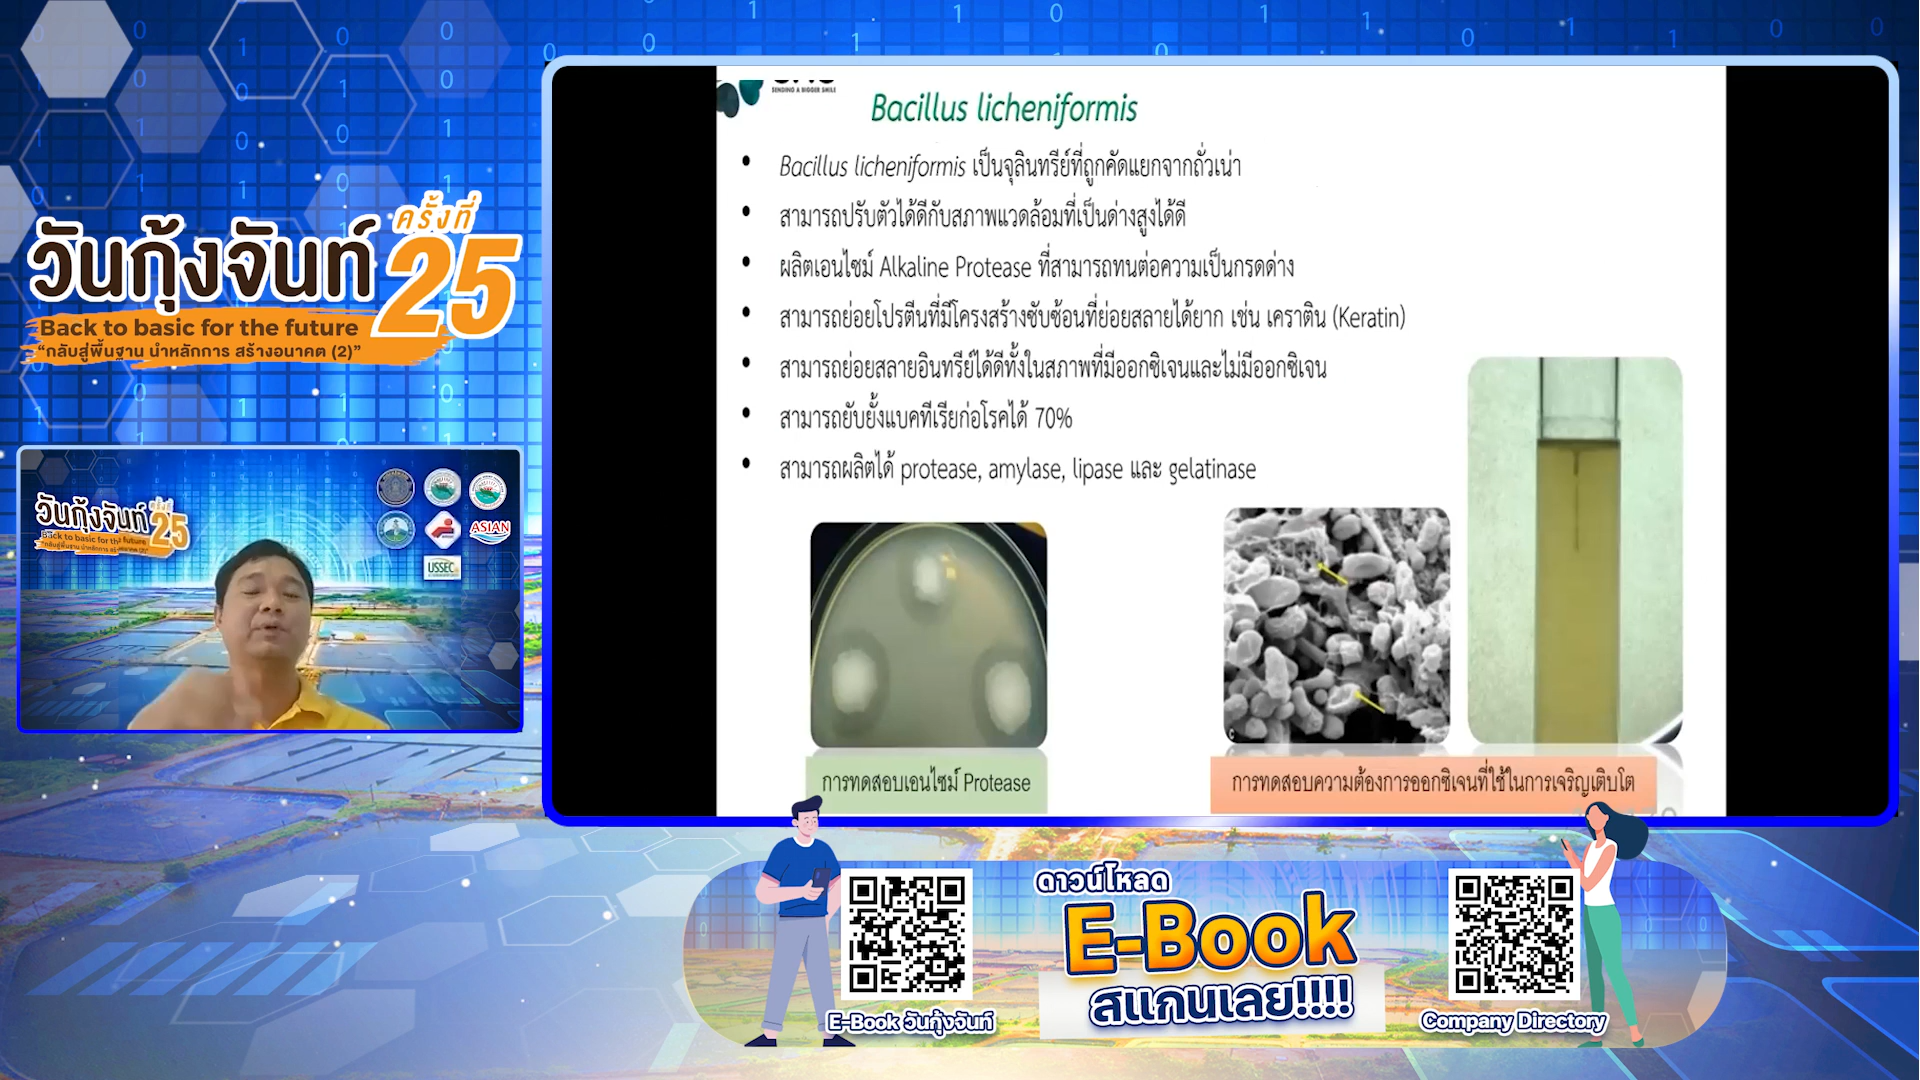 ครั้งที่
วันกุ้งจันท์ 25
Back to basic for the future
“กลับสู่พื้นฐาน นำหลักการ สร้างอนาคต (2)”
ครั้งที่
วันกุ้งจันท์ 25
Back to basic for the future
ASIAN
USSEC
SENDING A BIGGER SMILE
Bacillus licheniformis
• Bacillus licheniformis เป็นจุลินทรีย์ที่ถูกคัดแยกจากถั่วเน่า
• สามารถปรับตัวได้ดีกับสภาพแวดล้อมที่เป็นด่างสูงได้ดี
• ผลิตเอนไซม์ Alkaline Protease ที่สามารถทนต่อความเป็นกรดด่าง
• สามารถย่อยโปรตีนที่มีโครงสร้างซับซ้อนที่ย่อยสลายได้ยาก เช่น เคราติน (Keratin)
• สามารถย่อยสลายอินทรีย์ได้ดีทั้งในสภาพที่มีออกซิเจนและไม่มีออกซิเจน
• สามารถยับยั้งแบคทีเรียก่อโรคได้ 70%
• สามารถผลิตได้ protease, amylase, lipase และ gelatinase
การทดสอบเอนไซม์ Protease
การทดสอบความต้องการออกซิเจนที่ใช้ในการเจริญเติบโต
ดาวน์โหลด
E-Book
สแกนเลย!!!!
E-Book วันกุ้งจันท์
Company Directory